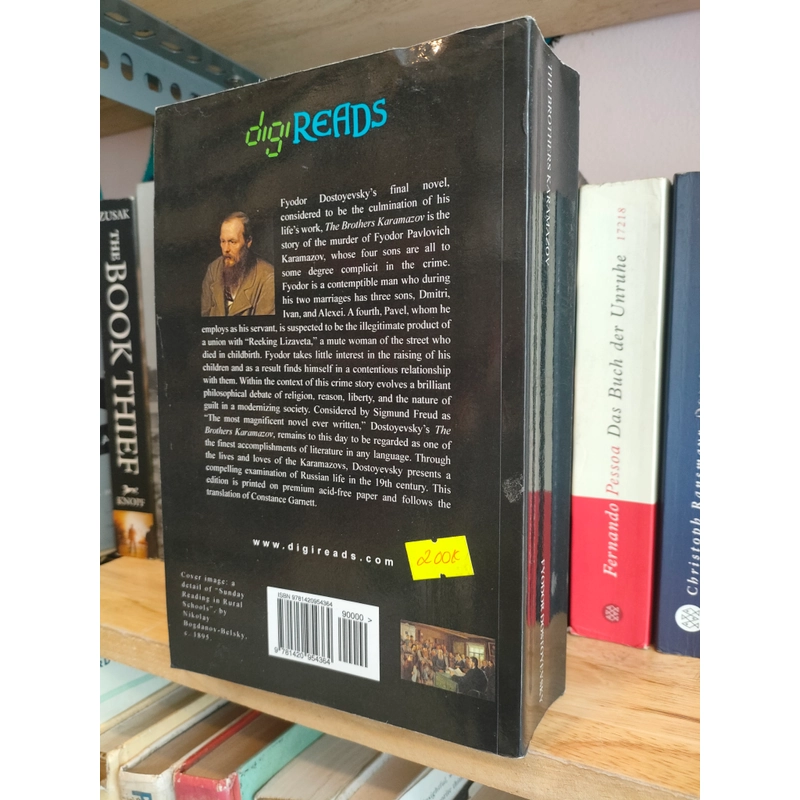 digiREADS
Fyodor Dostoyevsky's final novel,
considered to be the culmination of his
life's work, The Brothers Karamazov is the
story of the murder of Fyodor Pavlovich
Karamazov, whose four sons are all to
some degree complicit in the crime.
Fyodor is a contemptible man who during
his two marriages has three sons, Dmitri,
Ivan, and Alexei. A fourth, Pavel, whom he
employs as his servant, is suspected to be the illegitimate product of
a union with "Reeking Lizaveta," a mute woman of the street who
died in childbirth. Fyodor takes little interest in the raising of his
children and as a result finds himself in a contentious relationship
with them. Within the context of this crime story evolves a brilliant
philosophical debate of religion, reason, liberty, and the nature of
guilt in a modernizing society. Considered by Sigmund Freud as
"The most magnificent novel ever written," Dostoyevsky's The
Brothers Karamazov, remains to this day to be regarded as one of
the finest accomplishments of literature in any language. Through
the lives and loves of the Karamazovs, Dostoyevsky presents a
compelling examination of Russian life in the 19th century. This
edition is printed on premium acid-free paper and follows the
translation of Constance Garnett.
www.digireads.com
200K
Cover image: a
detail of "Sunday
Reading in Rural
Schools", by
Nikolay
Bogdanov-Belsky,
c. 1895
ISBN 9781420954364
90000 >
9 781420 954364
THE BROTHERS KARAMAZOV
FYODOR DOSTOYEVSKY
ZUSAK
THE BOOK THIEF
KNOPF
Fernando Pessoa Das Buch der Unruhe 17218
Christoph Ransmayr